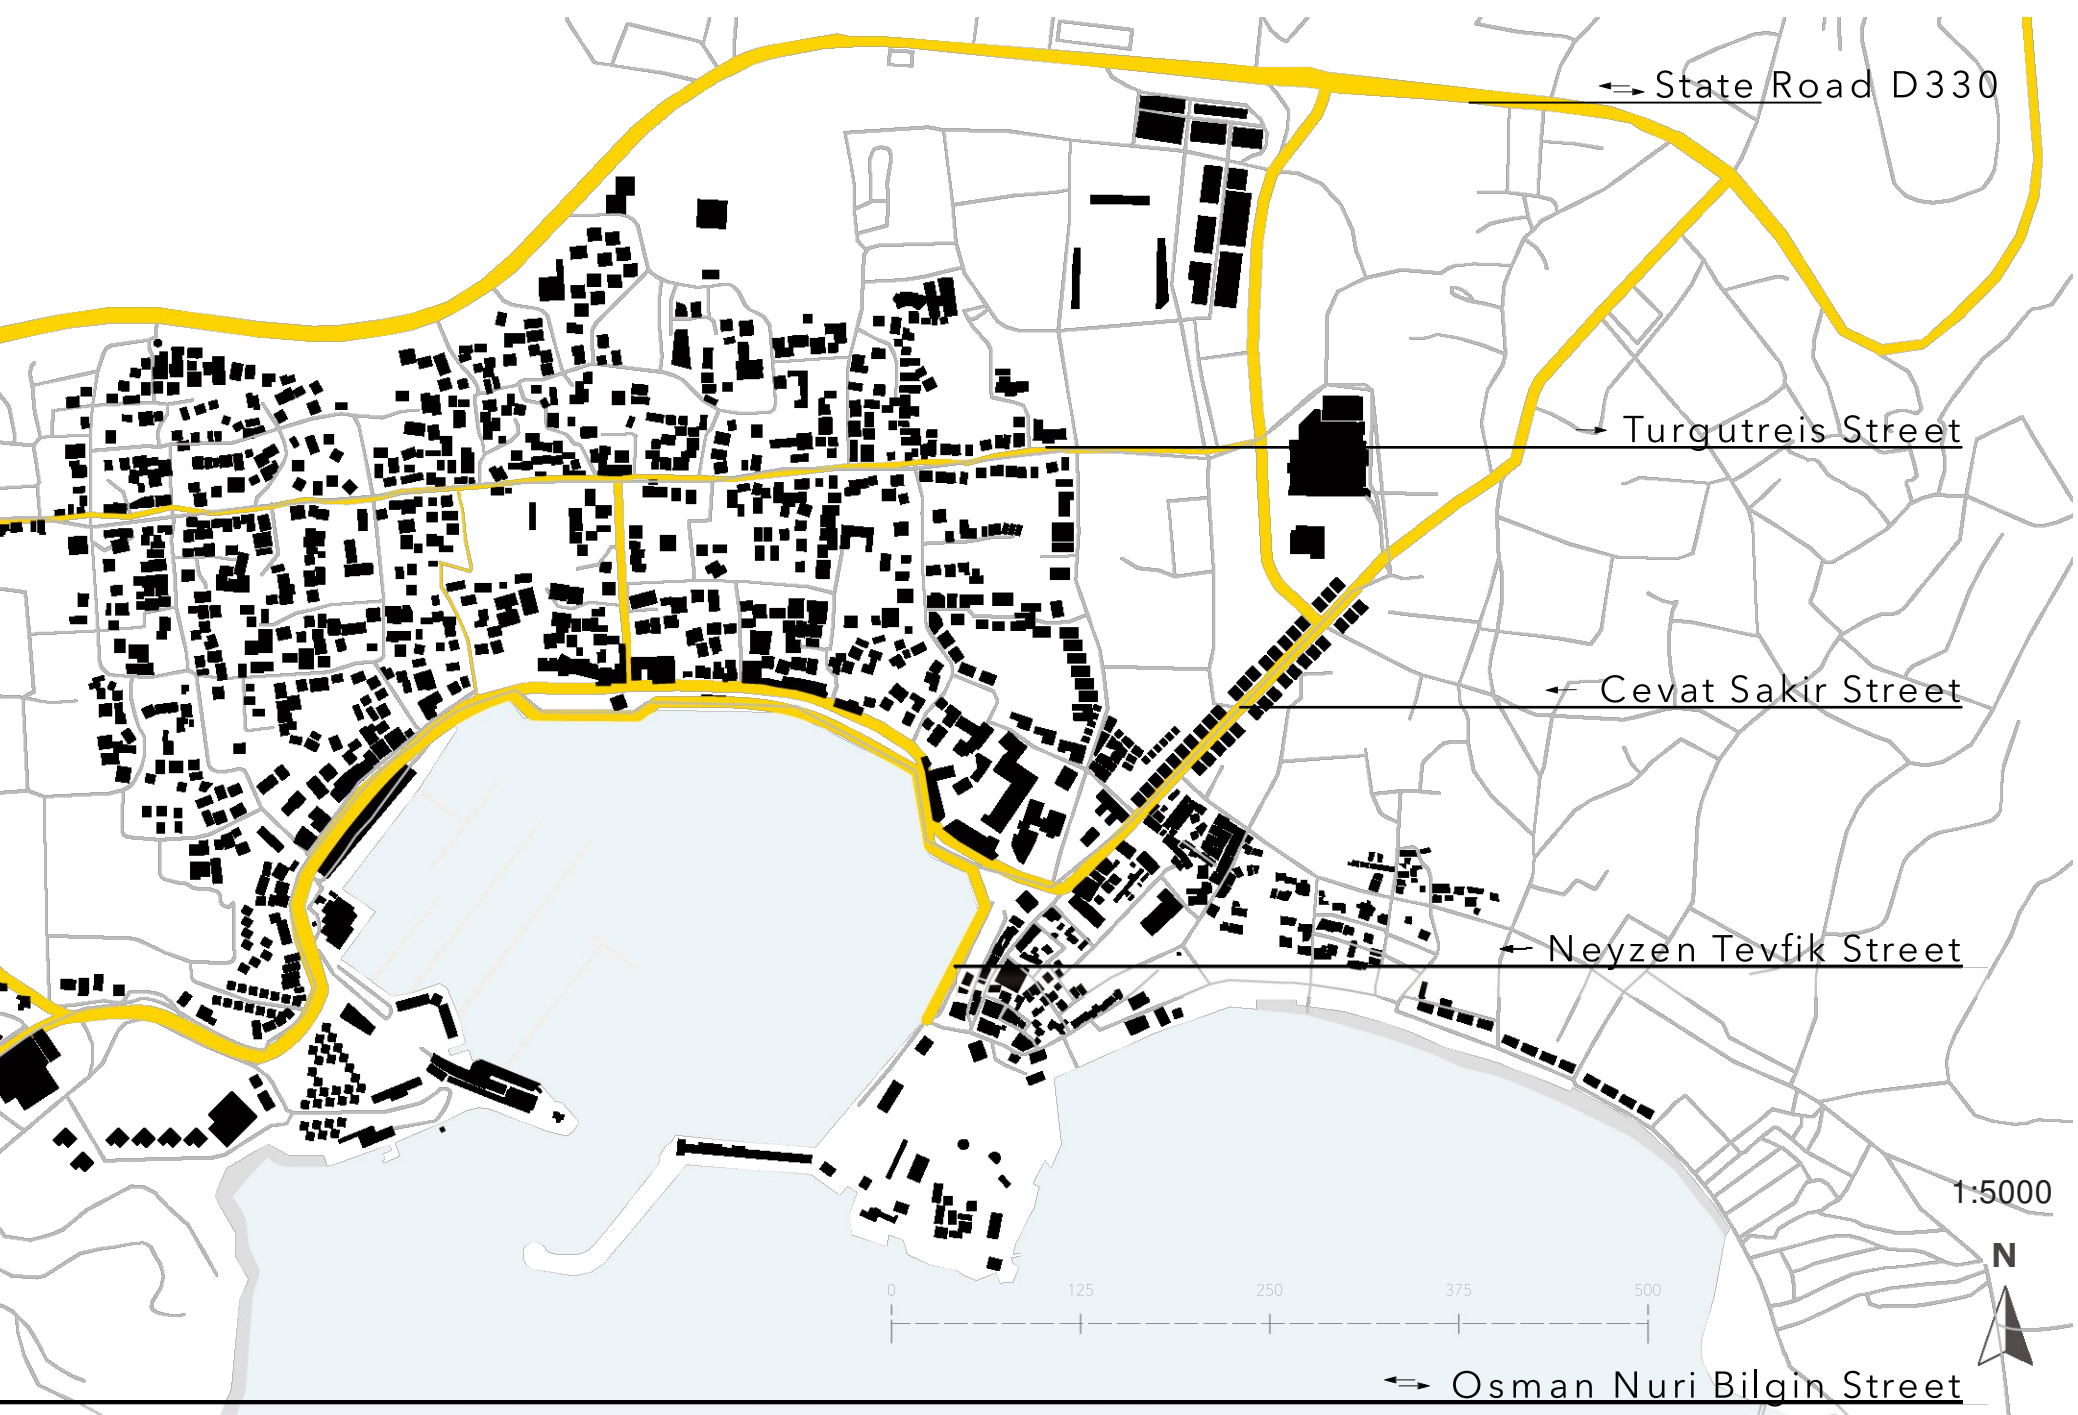 State Road D330
Turgutreis Street
Cevat Sakir Street
Neyzen Tevfik Street
1:5000
N
0 125 250 375 500
Osman Nuri Bilgin Street